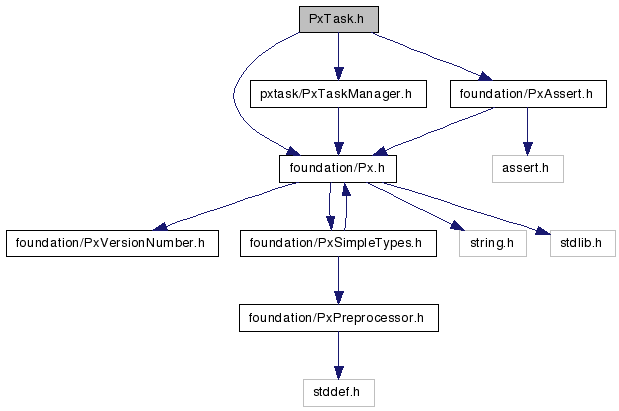 PxTask.h
pxtask/PxTaskManager.h
foundation/PxAssert.h
foundation/Px.h
assert.h
foundation/PxVersionNumber.h
foundation/PxSimpleTypes.h
string.h
stdlib.h
foundation/PxPreprocessor.h
stddef.h